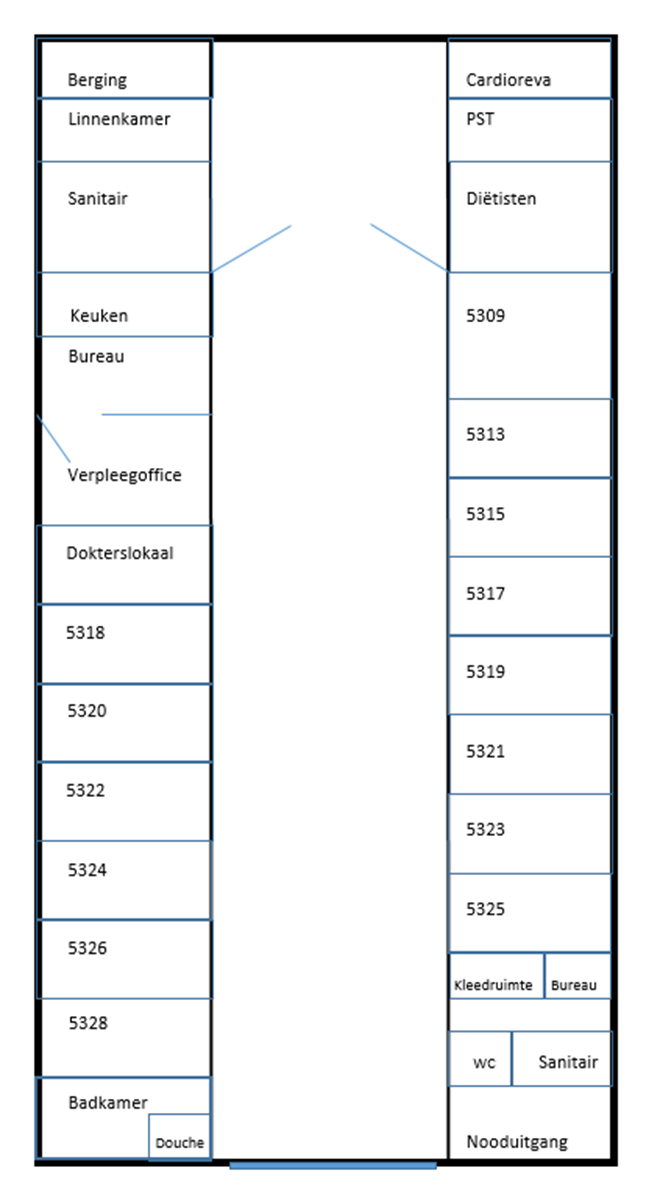 Berging
Linnenkamer
Sanitair
Keuken
Bureau
Verpleegoffice
Dokterslokaal
5318
5320
5322
5324
5326
5328
Badkamer
Douche
Cardioreva
PST
Diëtisten
5309
5313
5315
5317
5319
5321
5323
5325
Kleedruimte Bureau
wc Sanitair
Nooduitgang